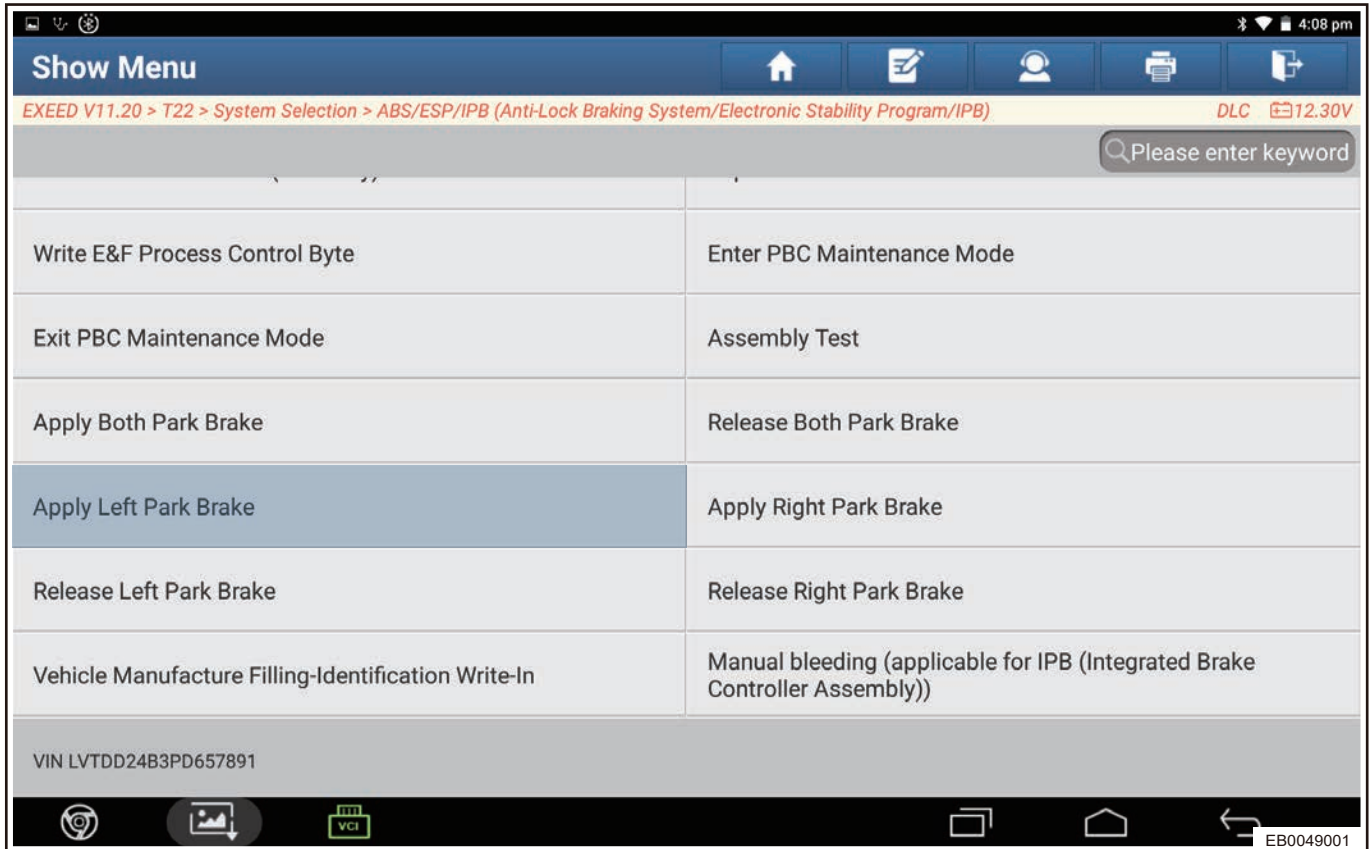 4:08 pm
Show Menu
EXEED V11.20 > T22 > System Selection > ABS/ESP/IPB (Anti-Lock Braking System/Electronic Stability Program/IPB)
DLC 12.30V
Please enter keyword
Write E&F Process Control Byte
Enter PBC Maintenance Mode
Exit PBC Maintenance Mode
Assembly Test
Apply Both Park Brake
Release Both Park Brake
Apply Left Park Brake
Apply Right Park Brake
Release Left Park Brake
Release Right Park Brake
Vehicle Manufacture Filling-Identification Write-In
Manual bleeding (applicable for IPB (Integrated Brake
Controller Assembly))
VIN LVTDD24B3PD657891
VCI
EB0049001